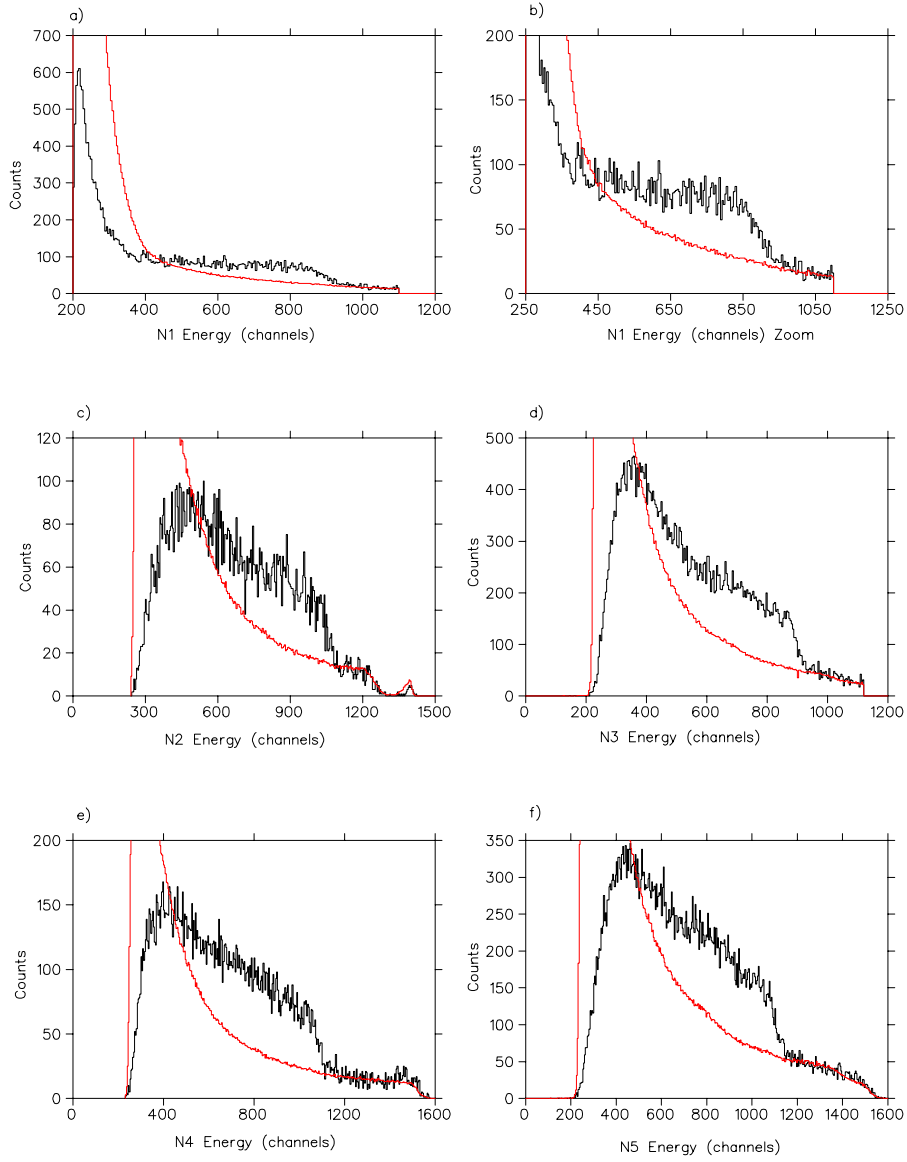 a)
700
600
500
400
300
200
100
0
Counts
200 400 600 800 1000 1200
N1 Energy (channels)
b)
200
150
100
50
0
Counts
250 450 650 850 1050 1250
N1 Energy (channels) Zoom
c)
120
100
80
60
40
20
0
Counts
0 300 600 900 1200 1500
N2 Energy (channels)
d)
500
400
300
200
100
0
Counts
0 200 400 600 800 1000 1200
N3 Energy (channels)
e)
200
150
100
50
0
Counts
0 400 800 1200 1600
N4 Energy (channels)
f)
350
300
250
200
150
100
50
0
Counts
0 200 400 600 800 1000 1200 1400 1600
N5 Energy (channels)